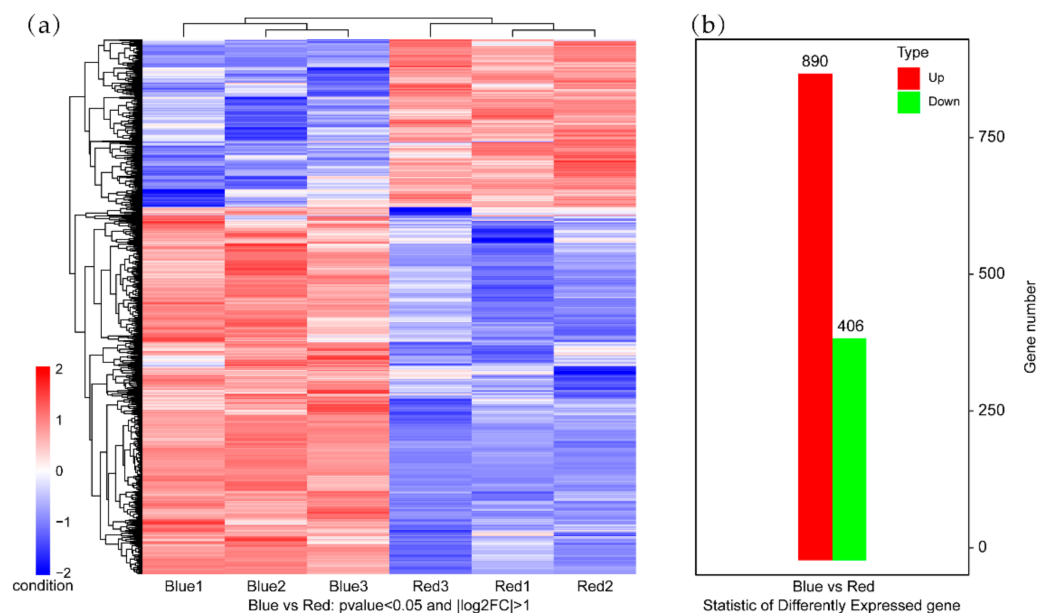 (a)
2
1
0
−1
−2
condition
Blue1 Blue2 Blue3 Red3 Red1 Red2
Blue vs Red: pvalue<0.05 and |log2FC|>1
(b)
Type
Up
Down
890
406
750
500
250
0
Gene number
Blue vs Red
Statistic of Differently Expressed gene